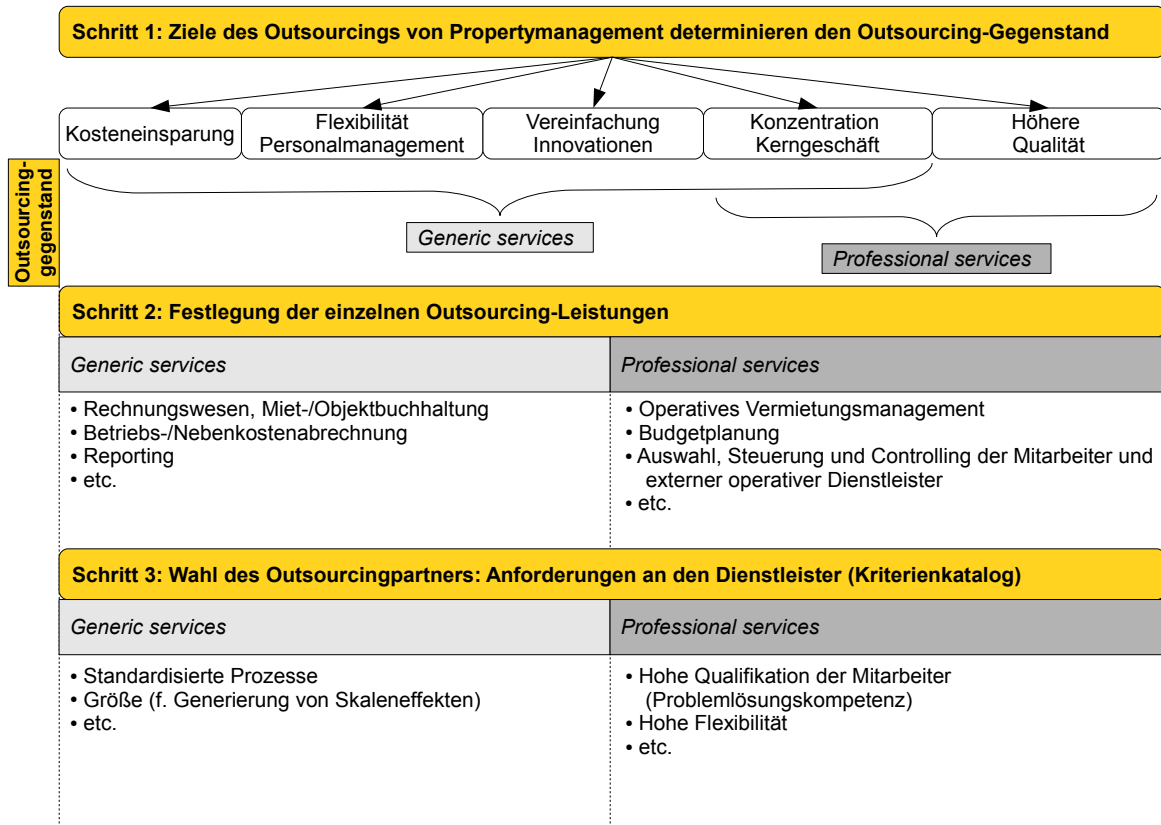 Schritt 1: Ziele des Outsourcings von Propertymanagement determinieren den Outsourcing-Gegenstand
Kosteneinsparung
Flexibilität
Personalmanagement
Vereinfachung
Innovationen
Konzentration
Kerngeschäft
Höhere
Qualität
Outsourcing-
gegenstand
Generic services
Professional services
Schritt 2: Festlegung der einzelnen Outsourcing-Leistungen
Generic services
• Rechnungswesen, Miet-/Objektbuchhaltung
• Betriebs-/Nebenkostenabrechnung
• Reporting
• etc.
Professional services
• Operatives Vermietungsmanagement
• Budgetplanung
• Auswahl, Steuerung und Controlling der Mitarbeiter und
externer operativer Dienstleister
• etc.
Schritt 3: Wahl des Outsourcingpartners: Anforderungen an den Dienstleister (Kriterienkatalog)
Generic services
• Standardisierte Prozesse
• Größe (f. Generierung von Skaleneffekten)
• etc.
Professional services
• Hohe Qualifikation der Mitarbeiter
(Problemlösungskompetenz)
• Hohe Flexibilität
• etc.